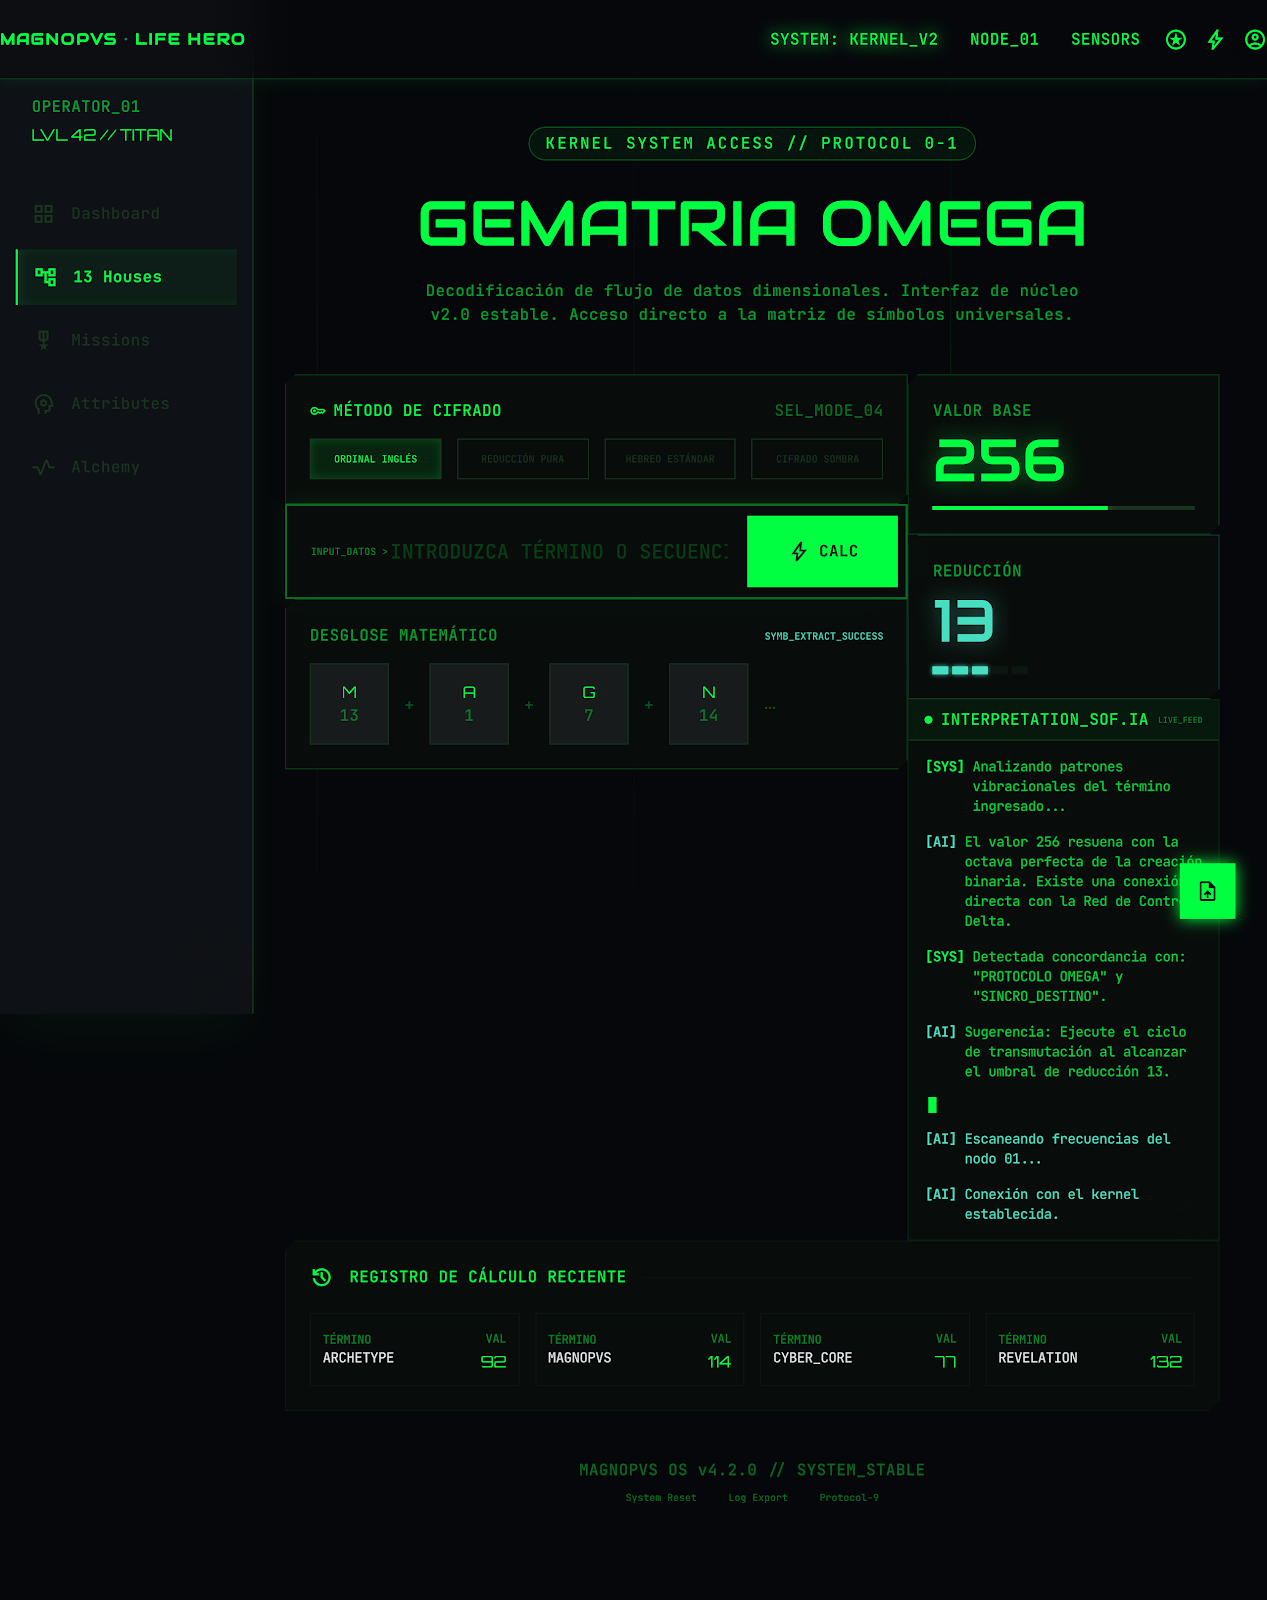 MAGNOPVS · LIFE HERO
SYSTEM: KERNEL_V2
NODE_01
SENSORS
OPERATOR_01
LVL 42 // TITAN
Dashboard
13 Houses
Missions
Attributes
Alchemy
KERNEL SYSTEM ACCESS // PROTOCOL 0-1
GEMATRIA OMEGA
Decodificación de flujo de datos dimensionales. Interfaz de núcleo
v2.0 estable. Acceso directo a la matriz de símbolos universales.
MÉTODO DE CIFRADO
SEL_MODE_04
ORDINAL INGLÉS
REDUCCIÓN PURA
HEBREO ESTÁNDAR
CIFRADO SOMBRA
INPUT_DATOS >
INTRODUZCA TÉRMINO O SECUENC
CALC
DESGLOSE MATEMÁTICO
SYMB_EXTRACT_SUCCESS
M
13
+
A
1
+
G
7
+
N
14
...
VALOR BASE
256
REDUCCIÓN
13
INTERPRETATION_SOF.IA
LIVE_FEED
[SYS] Analizando patrones
vibracionales del término
ingresado...
[AI] El valor 256 resuena con la
octava perfecta de la creación
binaria. Existe una conexió
directa con la Red de Contr
Delta.
[SYS] Detectada concordancia con:
"PROTOCOLO OMEGA" y
"SINCRO_DESTINO".
[AI] Sugerencia: Ejecute el ciclo
de transmutación al alcanzar
el umbral de reducción 13.
[AI] Escaneando frecuencias del
nodo 01...
[AI] Conexión con el kernel
establecida.
REGISTRO DE CÁLCULO RECIENTE
TÉRMINO
VAL
ARCHETYPE
92
TÉRMINO
VAL
MAGNOPVS
114
TÉRMINO
VAL
CYBER_CORE
77
TÉRMINO
VAL
REVELATION
132
MAGNOPVS OS v4.2.0 // SYSTEM_STABLE
System Reset
Log Export
Protocol-9